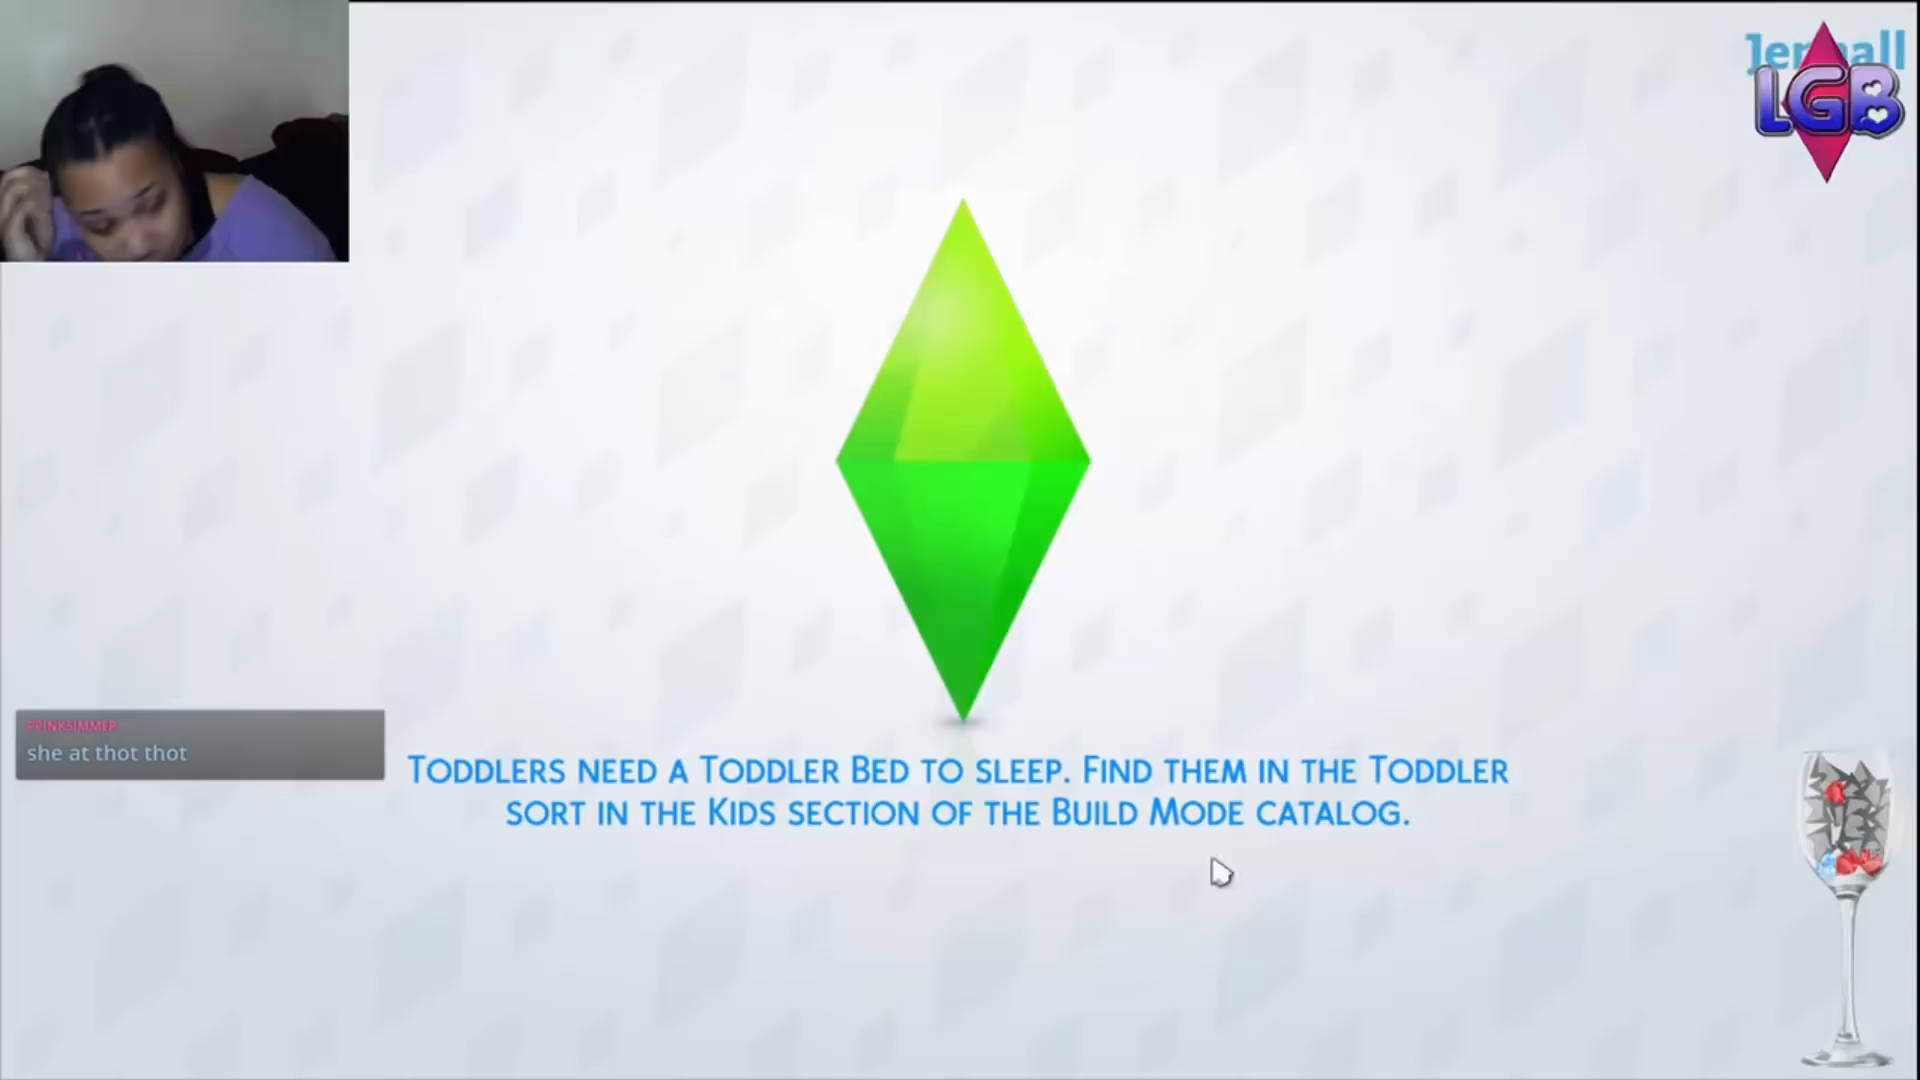 LGB
PPINKSIMMER
she at thot thot
TODDLERS NEED A TODDLER BED TO SLEEP. FIND THEM IN THE TODDLER
SORT IN THE KIDS SECTION OF THE BUILD MODE CATALOG.